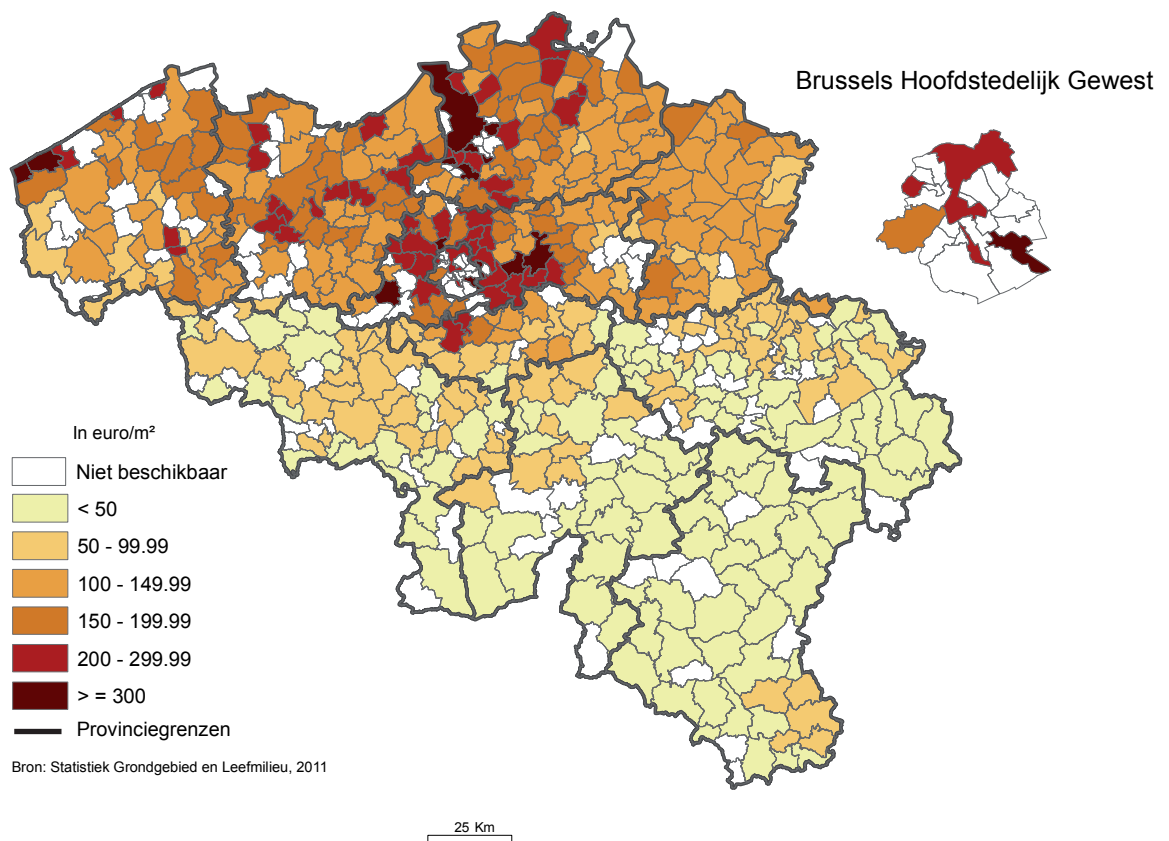 Brussels Hoofdstedelijk Gewest
In euro/m²
Niet beschikbaar
< 50
50 - 99.99
100 - 149.99
150 - 199.99
200 - 299.99
> = 300
Provinciegrenzen
Bron: Statistiek Grondgebied en Leefmilieu, 2011
25 Km